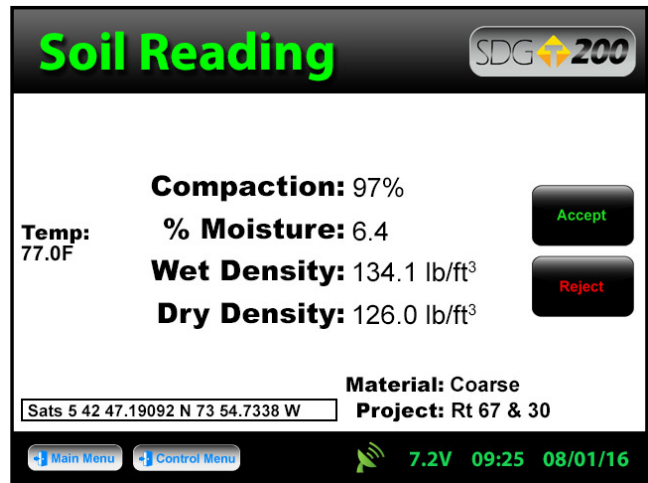 Soil Reading
SDG 200
Compaction: 97%
% Moisture: 6.4
Wet Density: 134.1 lb/ft³
Dry Density: 126.0 lb/ft³
Temp:
77.0F
Accept
Reject
Material: Coarse
Project: Rt 67 & 30
Sats 5 42 47.19092 N 73 54.7338 W
Main Menu
Control Menu
7.2V 09:25 08/01/16